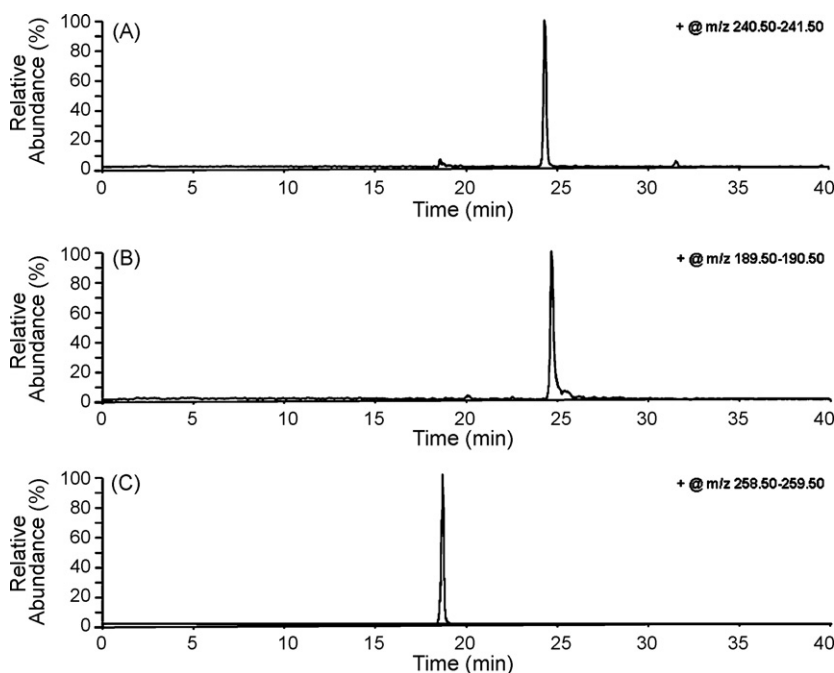 (A)
+ @ m/z 240.50-241.50
Relative
Abundance (%)
100
80
60
40
20
0
0 5 10 15 20 25 30 35 40
Time (min)
(B)
+ @ m/z 189.50-190.50
Relative
Abundance (%)
100
80
60
40
20
0
0 5 10 15 20 25 30 35 40
Time (min)
(C)
+ @ m/z 258.50-259.50
Relative
Abundance (%)
100
80
60
40
20
0
0 5 10 15 20 25 30 35 40
Time (min)